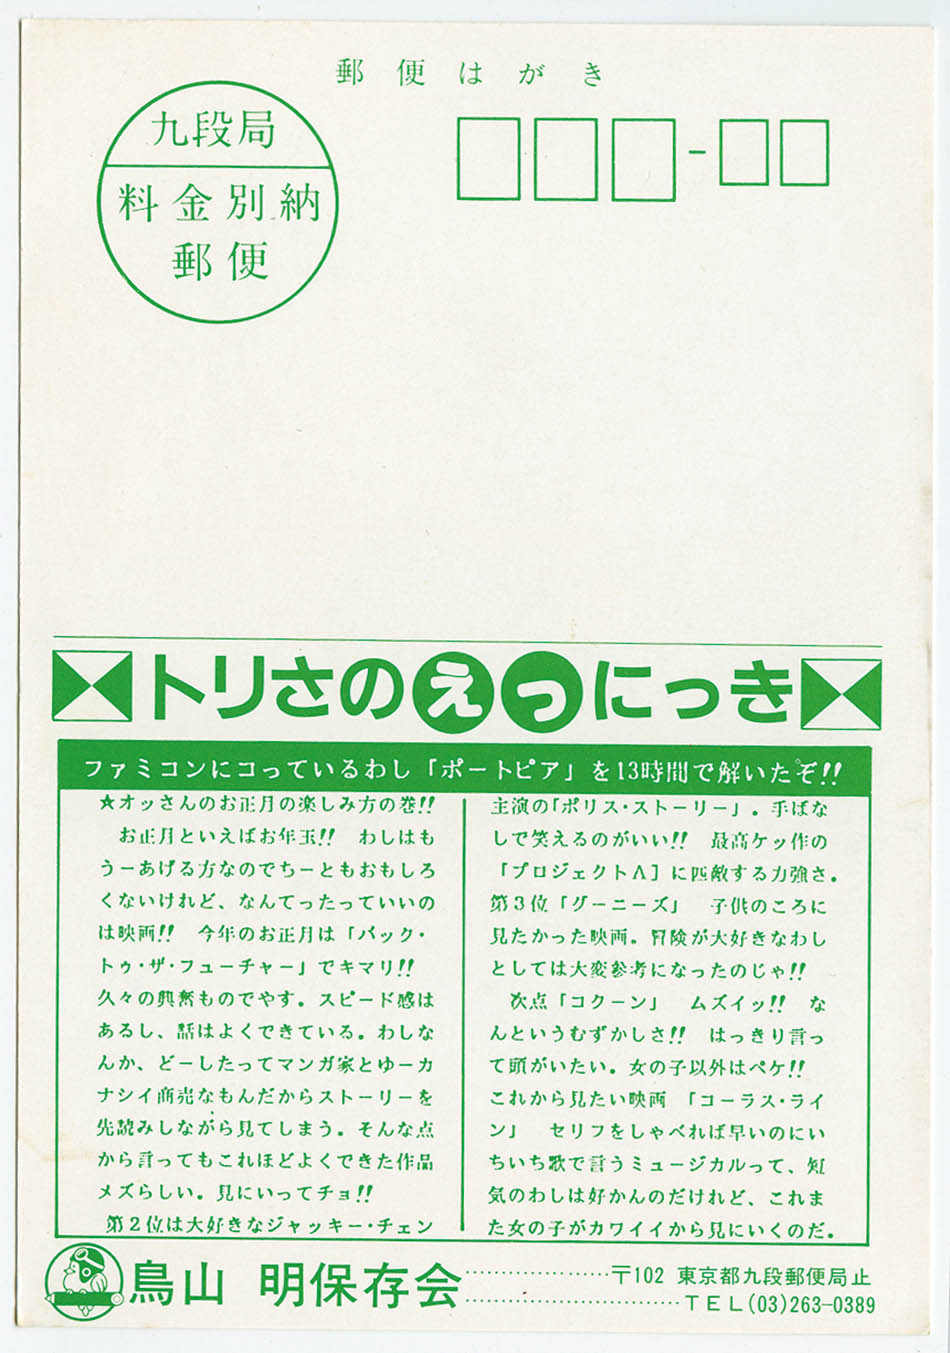 郵便はがき
九段局
料金別納
郵便
トリさのえっにっき
ファミコンにコっているわし「ポートピア」を13時間で解いたぞ!!
★オッさんのお正月の楽しみ方の巻!!
お正月といえばお年玉!! わしはも
うーあげる方なのでちーともおもしろ
くないけれど、なんてったっていいの
は映画!! 今年のお正月は「バック・
トゥ・ザ・フューチャー」でキマリ!!
久々の興奮ものでやす。スピード感は
あるし、話はよくできている。わしな
んか、どーしたってマンガ家とゆーカ
ナシイ商売なもんだからストーリーを
先読みしながら見てしまう。そんな点
から言ってもこれほどよくできた作品
メズらしい。見にいってチョ!!
第2位は大好きなジャッキー・チェン
主演の「ポリス・ストーリー」。手ばな
しで笑えるのがいい!! 最高ケッ作の
「プロジェクトA」に匹敵する力強さ。
第3位「グーニーズ」 子供のころに
見たかった映画。冒険が大好きなわし
としては大変参考になったのじゃ!!
次点「コクーン」 ムズイッ!! な
んというむずかしさ!! はっきり言っ
て頭がいたい。女の子以外はペケ!!
これから見たい映画 「コーラス・ライ
ン」 セリフをしゃべれば早いのにい
ちいち歌で言うミュージカルって、短
気のわしは好かんのだけれど、これま
た女の子がカワイイから見にいくのだ。
鳥山 明保存会
〒102 東京都九段郵便局止
TEL(03)263-0389